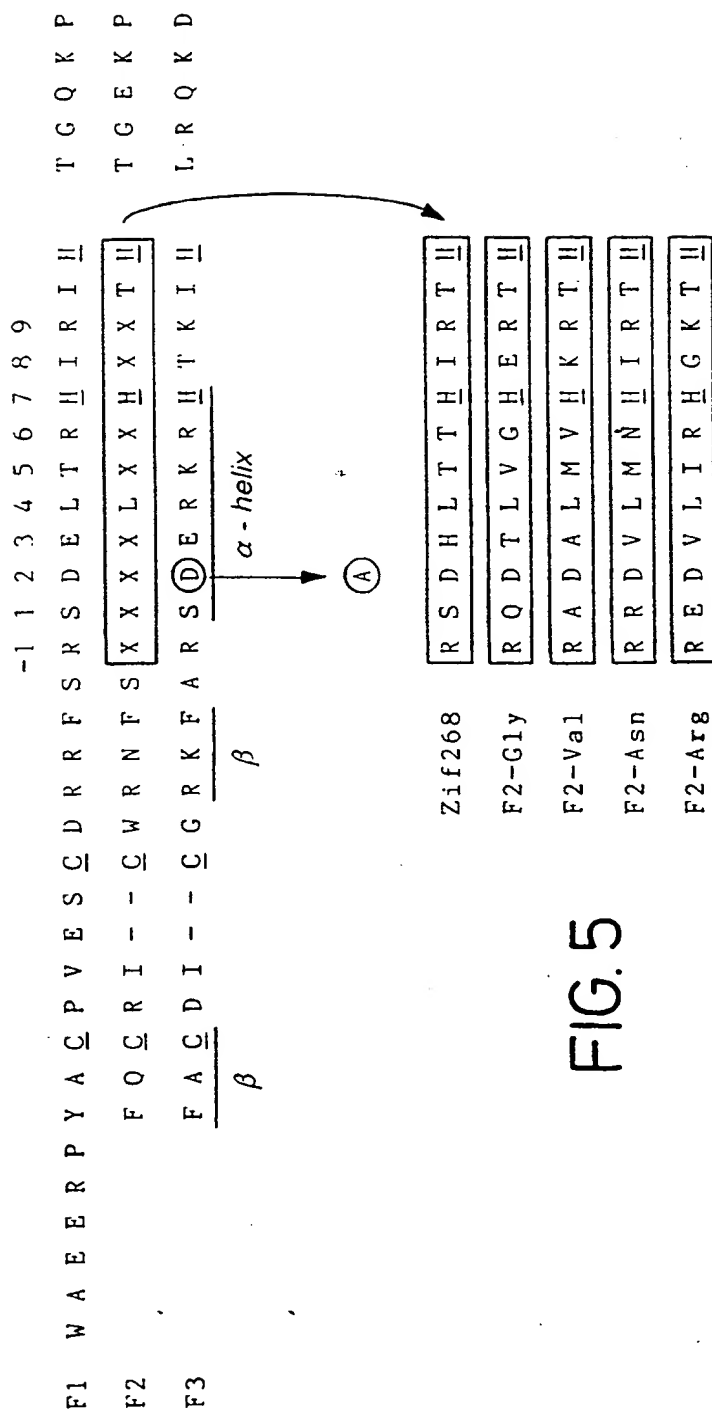 -1 1 2 3 4 5 6 7 8 9
F1 W A E E R P Y A C P V E S C D R R F S R S D E L T R H I R I H T G Q K P
F2 F Q C R I - - C W R N F S X X X X L X X H X X T H T G E K P
F3 F A C D I - - C G R K F A R S D E R K R H T K I H L R Q K D
β β α-helix
A
Zif268 R S D H L T T H I R T H
F2-Gly R Q D T L V G H E R T H
F2-Val R A D A L M V H K R T H
F2-Asn R R D V L M N H I R T H
F2-Arg R E D V L I R H G K T H
FIG. 5